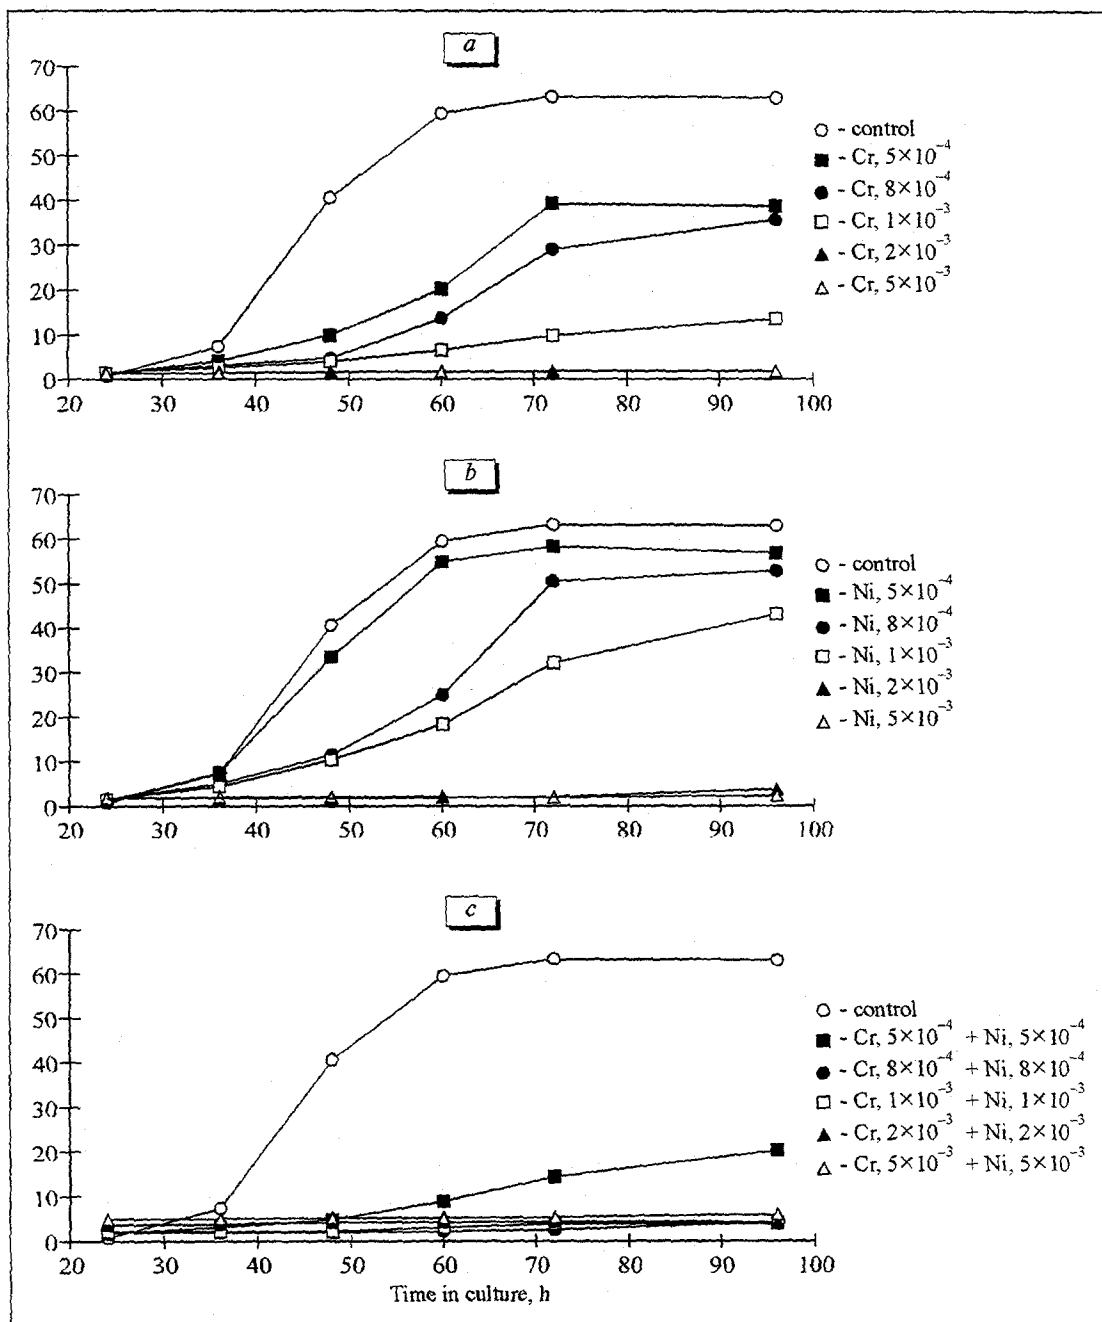 a
70
60
50
40
30
20
10
0
20 30 40 50 60 70 80 90 100
○ - control
■ - Cr, 5×10⁻⁴
● - Cr, 8×10⁻⁴
□ - Cr, 1×10⁻³
▲ - Cr, 2×10⁻³
△ - Cr, 5×10⁻³
b
70
60
50
40
30
20
10
0
20 30 40 50 60 70 80 90 100
○ - control
■ - Ni, 5×10⁻⁴
● - Ni, 8×10⁻⁴
□ - Ni, 1×10⁻³
▲ - Ni, 2×10⁻³
△ - Ni, 5×10⁻³
c
70
60
50
40
30
20
10
0
20 30 40 50 60 70 80 90 100
Time in culture, h
○ - control
■ - Cr, 5×10⁻⁴ + Ni, 5×10⁻⁴
● - Cr, 8×10⁻⁴ + Ni, 8×10⁻⁴
□ - Cr, 1×10⁻³ + Ni, 1×10⁻³
▲ - Cr, 2×10⁻³ + Ni, 2×10⁻³
△ - Cr, 5×10⁻³ + Ni, 5×10⁻³